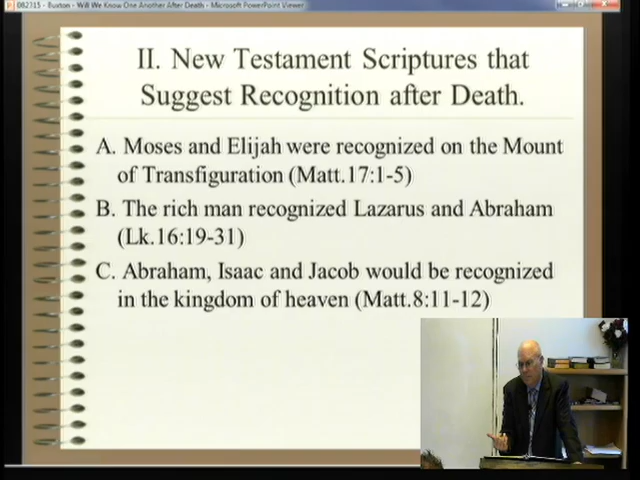 082315 - Buxton - Will We Know One Another After Death - Microsoft PowerPoint Viewer
II. New Testament Scriptures that
Suggest Recognition after Death.
A. Moses and Elijah were recognized on the Mount
of Transfiguration (Matt.17:1-5)
B. The rich man recognized Lazarus and Abraham
(Lk.16:19-31)
C. Abraham, Isaac and Jacob would be recognized
in the kingdom of heaven (Matt.8:11-12)